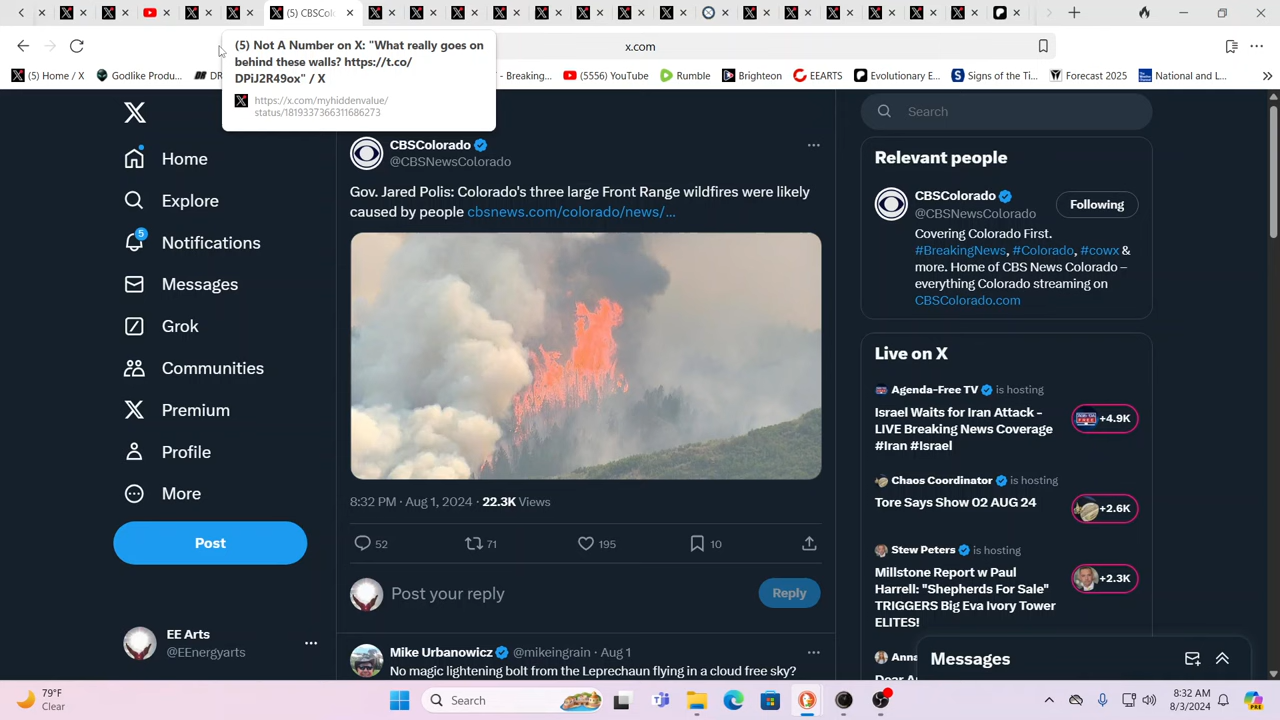 (5) CBSColo
x.com
(5) Not A Number on X: "What really goes on
behind these walls? https://t.co/
DPiJ2R49ox" / X
https://x.com/myhiddenvalue/
status/1819337366311686273
(5) Home / X
Godlike Produ...
- Breaking...
(5556) YouTube
Rumble
Brighteon
EEARTS
Evolutionary E...
Signs of the Ti...
Forecast 2025
National and L...
Home
Explore
5
Notifications
Messages
Grok
Communities
Premium
Profile
More
Post
EE Arts
@EEnergyarts
CBSColorado
@CBSNewsColorado
Gov. Jared Polis: Colorado's three large Front Range wildfires were likely
caused by people cbsnews.com/colorado/news/...
8:32 PM · Aug 1, 2024 · 22.3K Views
52
71
195
10
Post your reply
Reply
Mike Urbanowicz @mikeingrain · Aug 1
No magic lightening bolt from the Leprechaun flying in a cloud free sky?
Search
Relevant people
CBSColorado
@CBSNewsColorado
Following
Covering Colorado First.
#BreakingNews, #Colorado, #cowx &
more. Home of CBS News Colorado –
everything Colorado streaming on
CBSColorado.com
Live on X
Agenda-Free TV is hosting
Israel Waits for Iran Attack -
LIVE Breaking News Coverage
#Iran #Israel
+4.9K
Chaos Coordinator is hosting
Tore Says Show 02 AUG 24
+2.6K
Stew Peters is hosting
Millstone Report w Paul
Harrell: "Shepherds For Sale"
TRIGGERS Big Eva Ivory Tower
ELITES!
+2.3K
Messages
79°F
Clear
Search
8:32 AM
8/3/2024